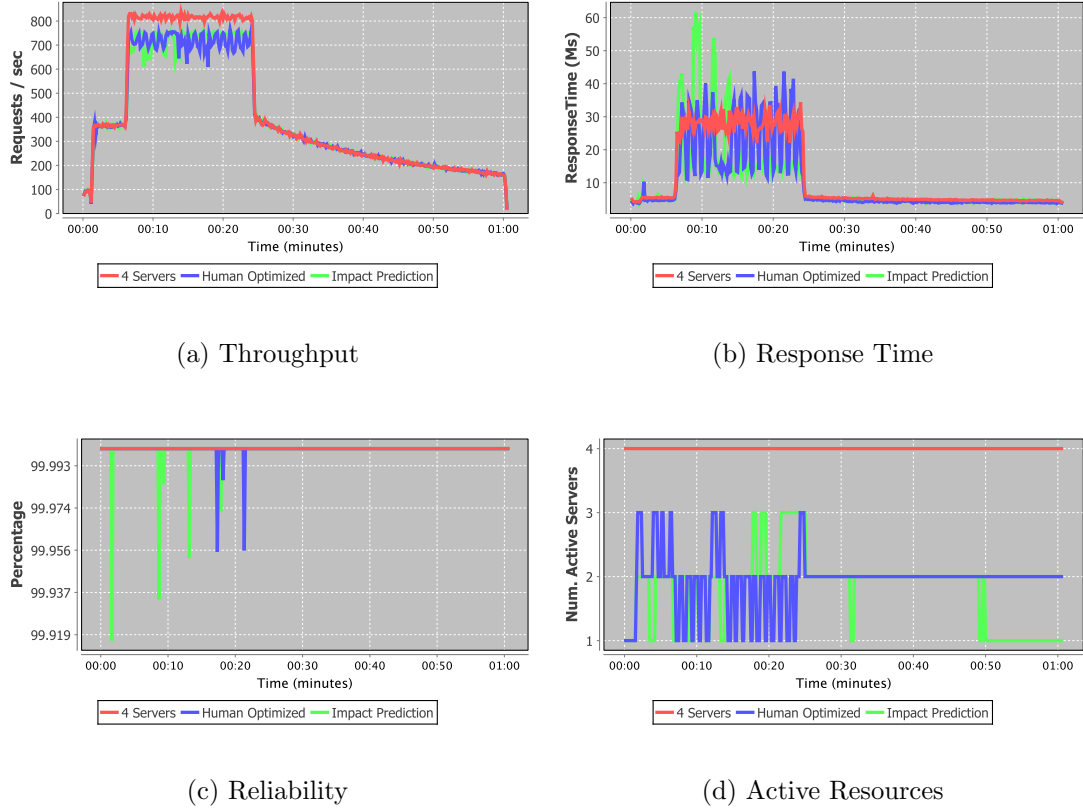 800
700
600
500
400
300
200
100
0
Requests / sec
00:00 00:10 00:20 00:30 00:40 00:50 01:00
Time (minutes)
4 Servers Human Optimized Impact Prediction
(a) Throughput
60
50
40
30
20
10
ResponseTime (Ms)
00:00 00:10 00:20 00:30 00:40 00:50 01:00
Time (minutes)
4 Servers Human Optimized Impact Prediction
(b) Response Time
99.993
99.974
99.956
99.937
99.919
Percentage
00:00 00:10 00:20 00:30 00:40 00:50 01:00
Time (minutes)
4 Servers Human Optimized Impact Prediction
(c) Reliability
4
3
2
1
Num. Active Servers
00:00 00:10 00:20 00:30 00:40 00:50 01:00
Time (minutes)
4 Servers Human Optimized Impact Prediction
(d) Active Resources